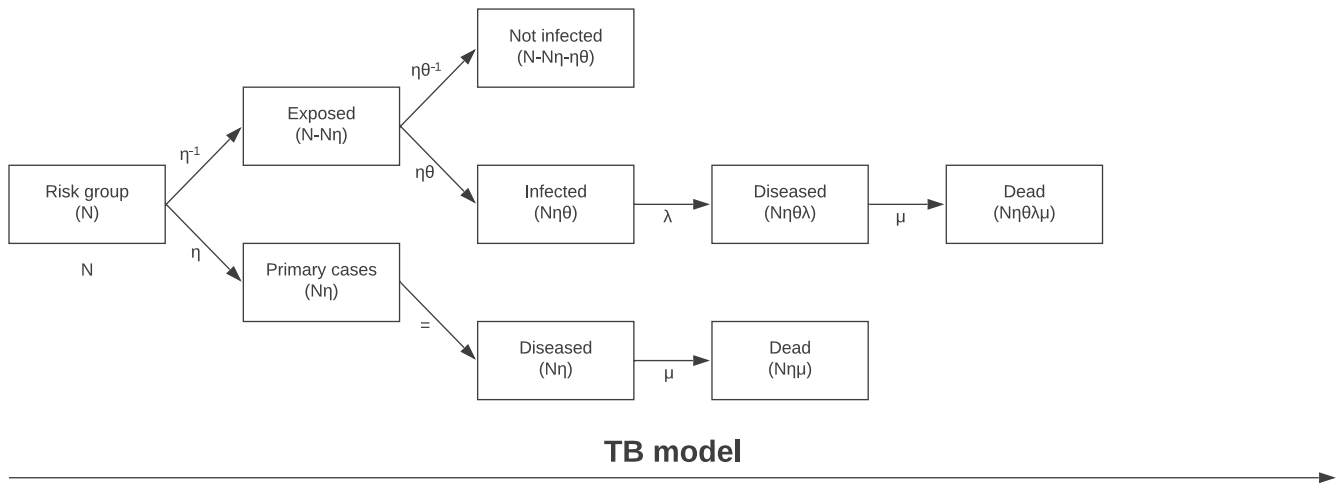 Risk group
(N)
N
η⁻¹
η
Exposed
(N-Nη)
Primary cases
(Nη)
ηθ⁻¹
ηθ
=
Not infected
(N-Nη-ηθ)
Infected
(Nηθ)
λ
Diseased
(Nηθλ)
μ
Dead
(Nηθλμ)
Diseased
(Nη)
μ
Dead
(Nημ)
TB model